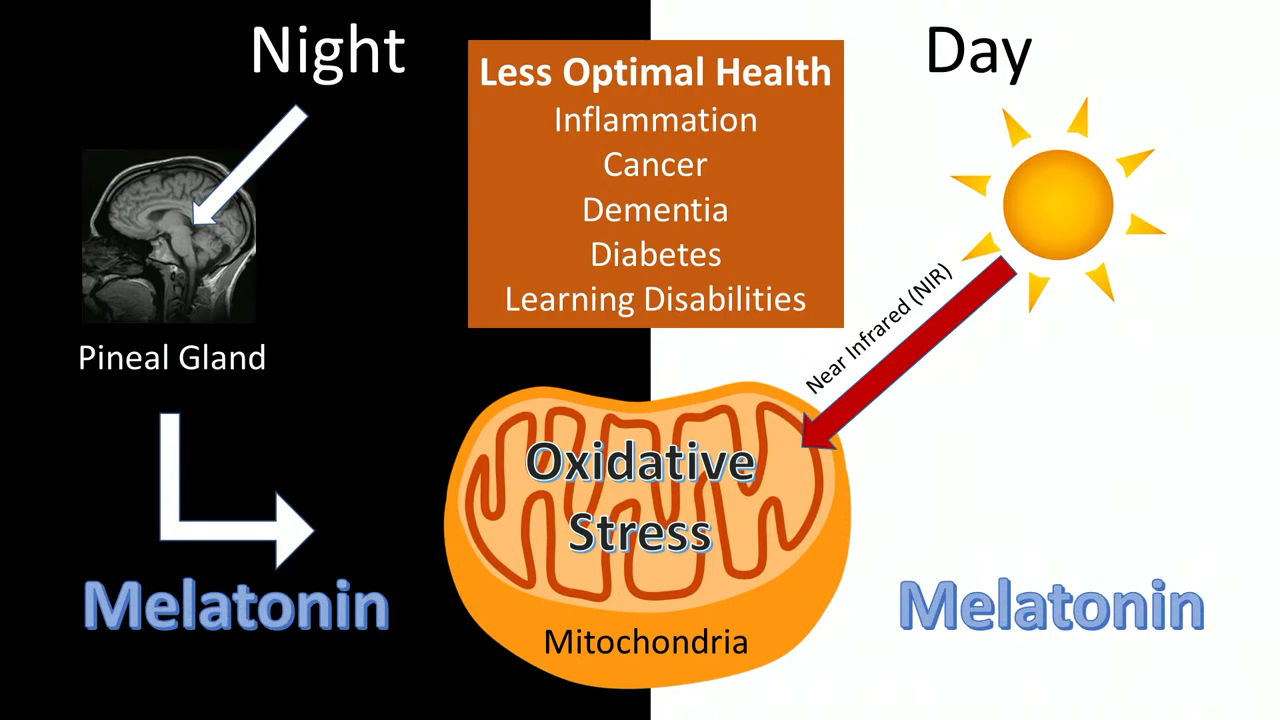 Night
Day
Less Optimal Health
Inflammation
Cancer
Dementia
Diabetes
Learning Disabilities
Pineal Gland
Near Infrared (NIR)
Oxidative
Stress
Melatonin
Melatonin
Mitochondria